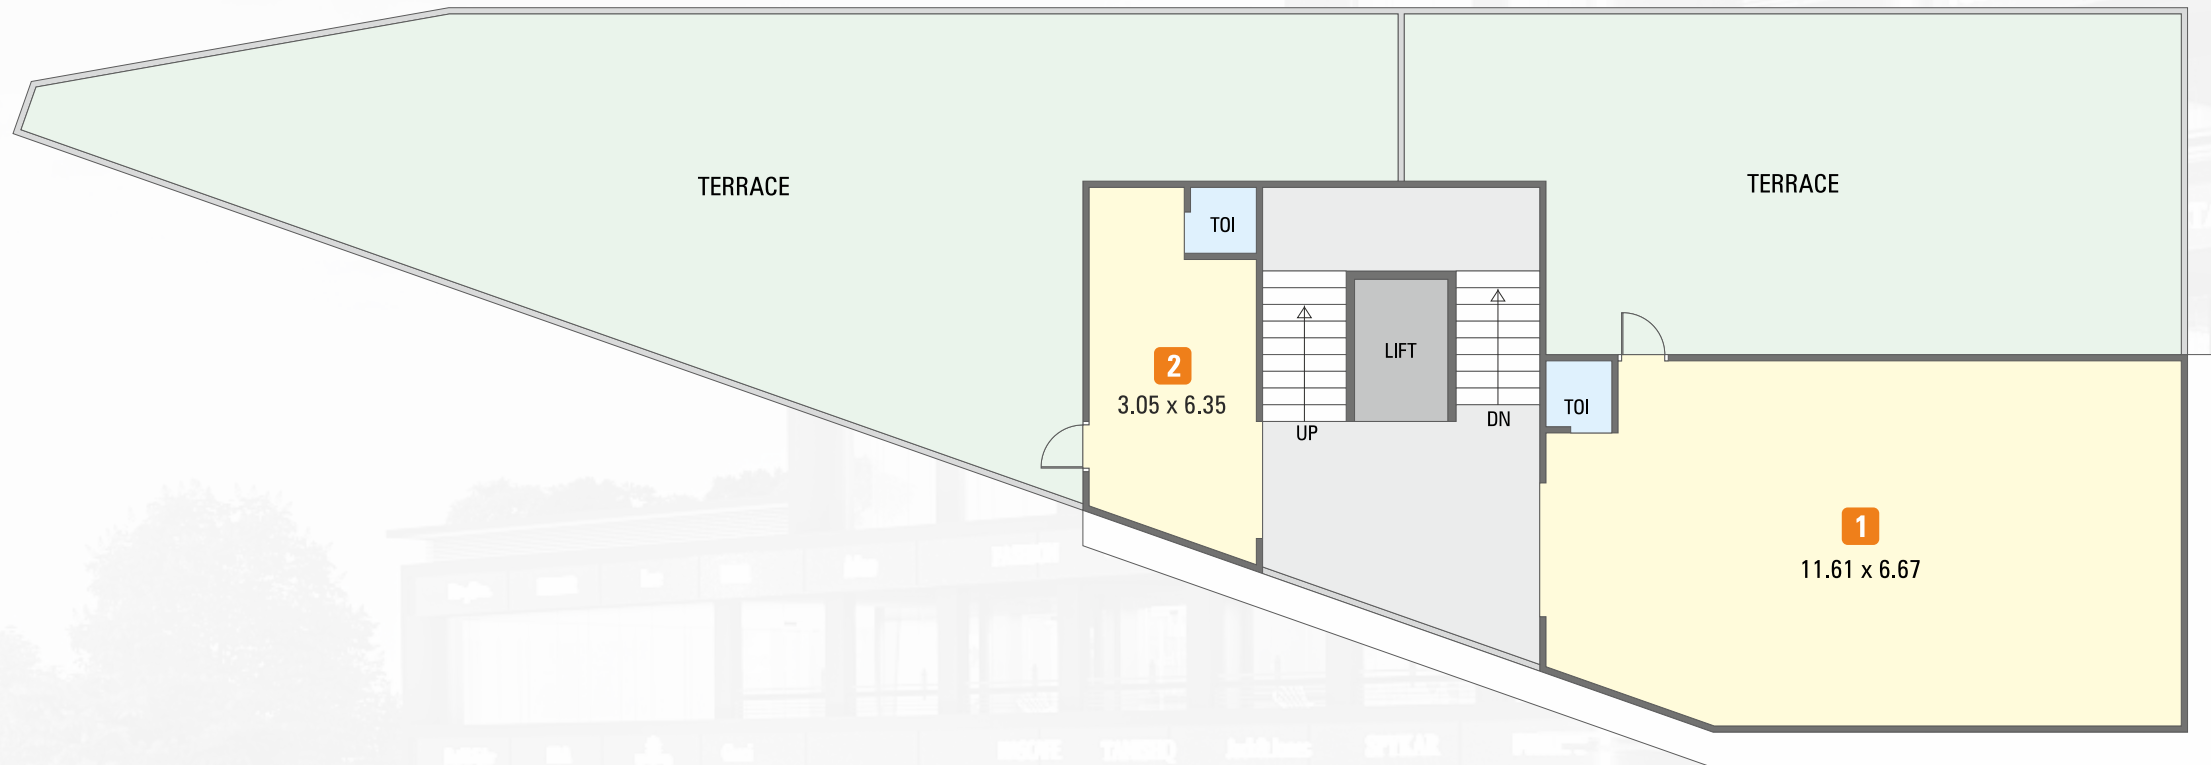 TERRACE
TERRACE
TOI
2
3.05 x 6.35
LIFT
UP
DN
TOI
1
11.61 x 6.67